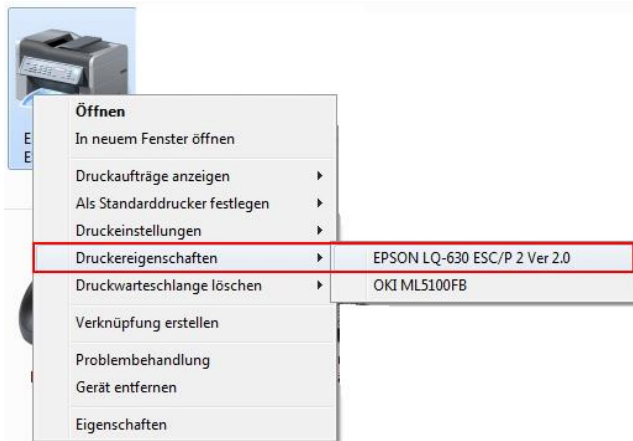 Öffnen
In neuem Fenster öffnen
E
E
Druckaufträge anzeigen
Als Standarddrucker festlegen
Druckeinstellungen
Druckereigenschaften
EPSON LQ-630 ESC/P 2 Ver 2.0
Druckwarteschlange löschen
OKI ML5100FB
Verknüpfung erstellen
Problembehandlung
Gerät entfernen
Eigenschaften